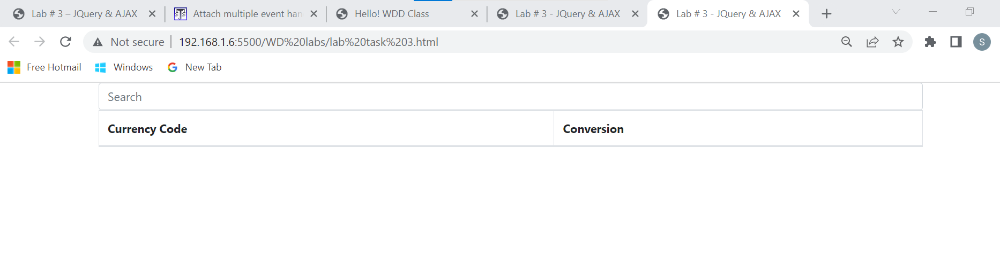 Lab # 3 – JQuery & AJAX
Attach multiple event han
Hello! WDD Class
Lab # 3 - JQuery & AJAX
Lab # 3 - JQuery & AJAX
Not secure
192.168.1.6:5500/WD%20labs/lab%20task%203.html
S
Free Hotmail
Windows
New Tab
Search
Currency Code
Conversion